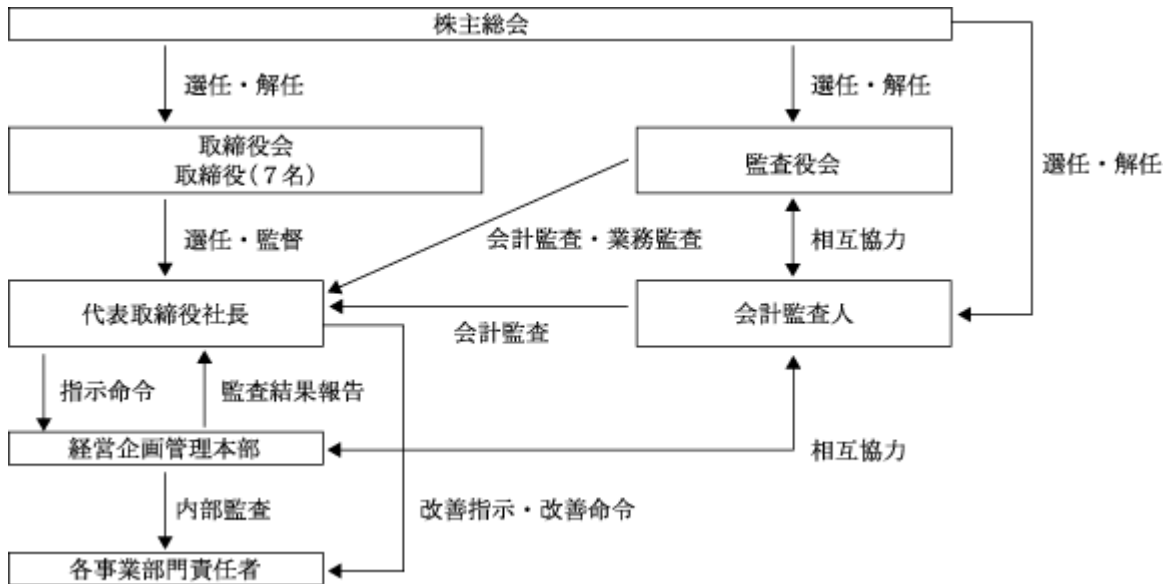 株主総会
選任・解任
選任・解任
取締役会
取締役(７名)
監査役会
選任・解任
選任・監督
会計監査・業務監査
相互協力
代表取締役社長
会計監査人
会計監査
指示命令
監査結果報告
経営企画管理本部
相互協力
内部監査
改善指示・改善命令
各事業部門責任者